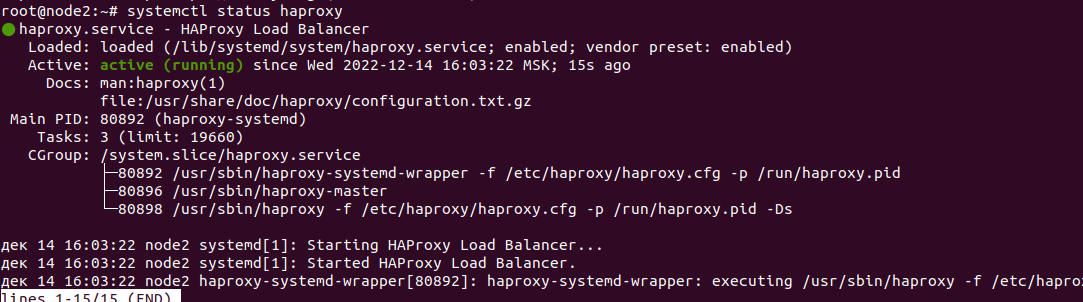 root@node2:~# systemctl status haproxy
● haproxy.service - HAProxy Load Balancer
Loaded: loaded (/lib/systemd/system/haproxy.service; enabled; vendor preset: enabled)
Active: active (running) since Wed 2022-12-14 16:03:22 MSK; 15s ago
Docs: man:haproxy(1)
file:/usr/share/doc/haproxy/configuration.txt.gz
Main PID: 80892 (haproxy-systemd)
Tasks: 3 (limit: 19660)
CGroup: /system.slice/haproxy.service
├─80892 /usr/sbin/haproxy-systemd-wrapper -f /etc/haproxy/haproxy.cfg -p /run/haproxy.pid
├─80896 /usr/sbin/haproxy-master
└─80898 /usr/sbin/haproxy -f /etc/haproxy/haproxy.cfg -p /run/haproxy.pid -Ds
дек 14 16:03:22 node2 systemd[1]: Starting HAProxy Load Balancer...
дек 14 16:03:22 node2 systemd[1]: Started HAProxy Load Balancer.
дек 14 16:03:22 node2 haproxy-systemd-wrapper[80892]: haproxy-systemd-wrapper: executing /usr/sbin/haproxy -f /etc/hapro
lines 1-15/15 (END)